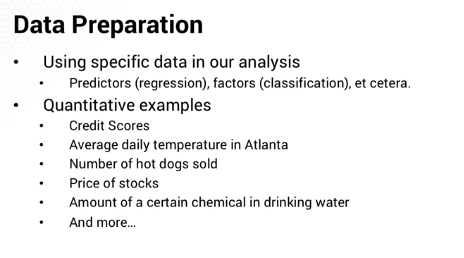 Data Preparation
• Using specific data in our analysis
• Predictors (regression), factors (classification), et cetera.
• Quantitative examples
• Credit Scores
• Average daily temperature in Atlanta
• Number of hot dogs sold
• Price of stocks
• Amount of a certain chemical in drinking water
• And more…